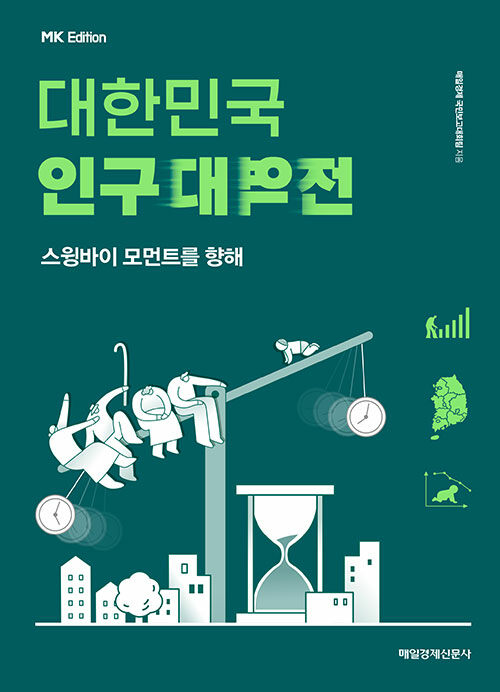 MK Edition
대한민국
인구 대역전
스윙바이 모먼트를 향해
매일경제 국민보고대회팀 지음
매일경제신문사